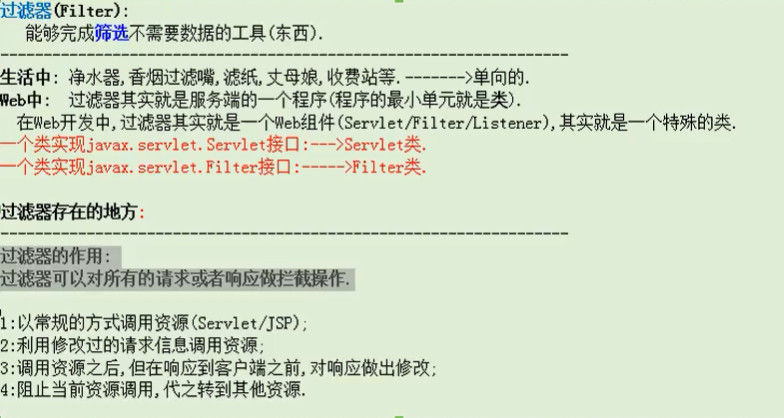 过滤器(Filter):
能够完成筛选不需要数据的工具(东西).
------------------------------------------------------------
生活中: 净水器,香烟过滤嘴,滤纸,丈母娘,收费站等.------->单向的.
Web中: 过滤器其实就是服务端的一个程序(程序的最小单元就是类).
在Web开发中,过滤器其实就是一个Web组件(Servlet/Filter/Listener),其实就是一个特殊的类.
一个类实现javax.servlet.Servlet接口:--->Servlet类.
一个类实现javax.servlet.Filter接口:----->Filter类.
过滤器存在的地方:
------------------------------------------------------------
过滤器的作用:
过滤器可以对所有的请求或者响应做拦截操作.
1:以常规的方式调用资源(Servlet/JSP);
2:利用修改过的请求信息调用资源;
3:调用资源之后,但在响应到客户端之前,对响应做出修改;
4:阻止当前资源调用,代之转到其他资源.